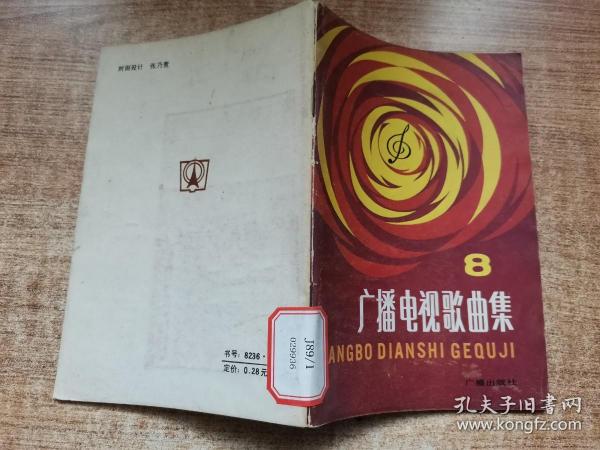 封面设计 张乃蕙
书号：8236·
定价：0.28元
J89/1
029936
8
广播电视歌曲集
ANGBO DIANSHI GEQUJI
广播出版社
孔夫子旧书网
www.kongfz.com